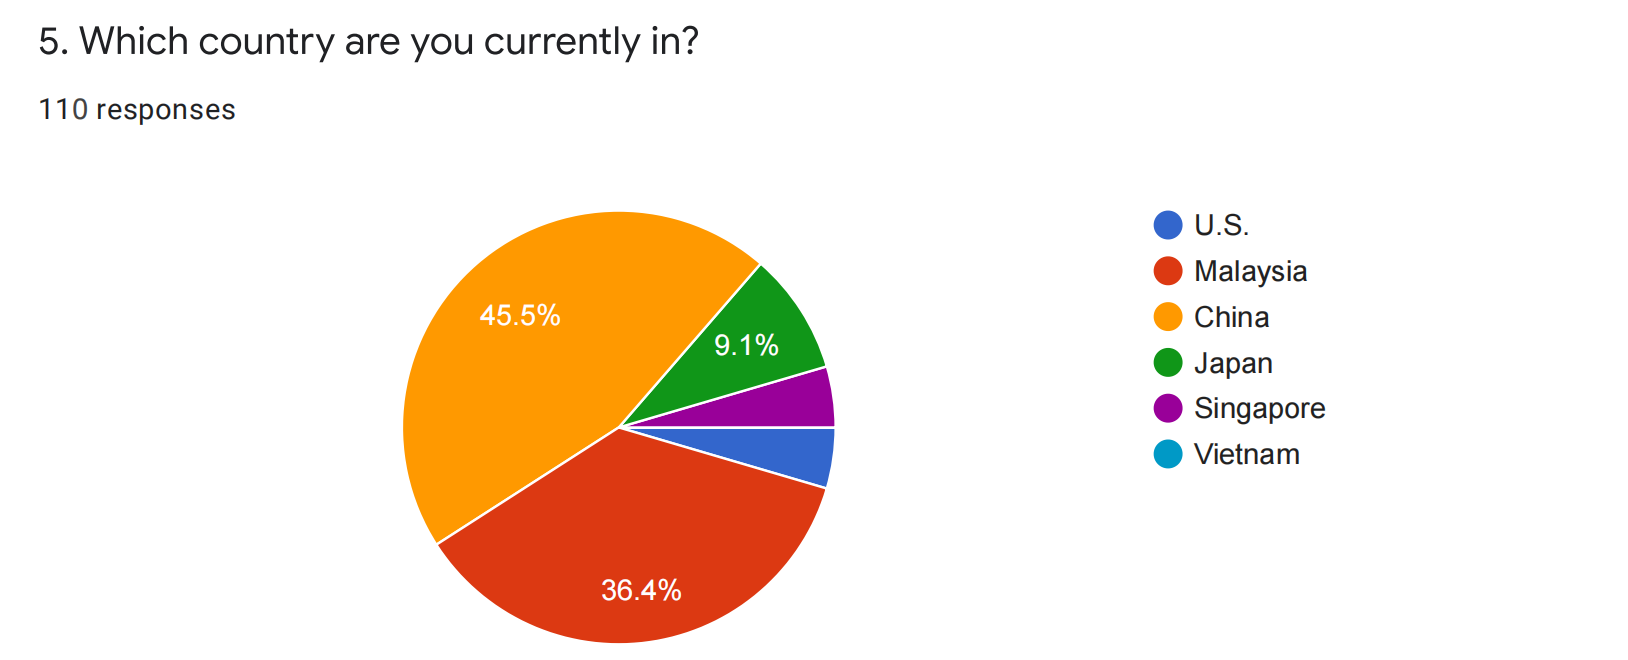 5. Which country are you currently in?
110 responses
45.5%
9.1%
36.4%
U.S.
Malaysia
China
Japan
Singapore
Vietnam